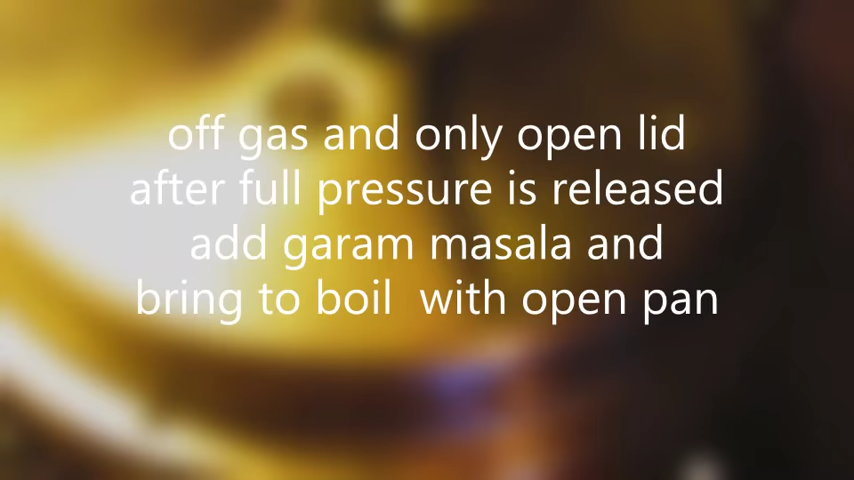 off gas and only open lid
after full pressure is released
add garam masala and
bring to boil  with open pan